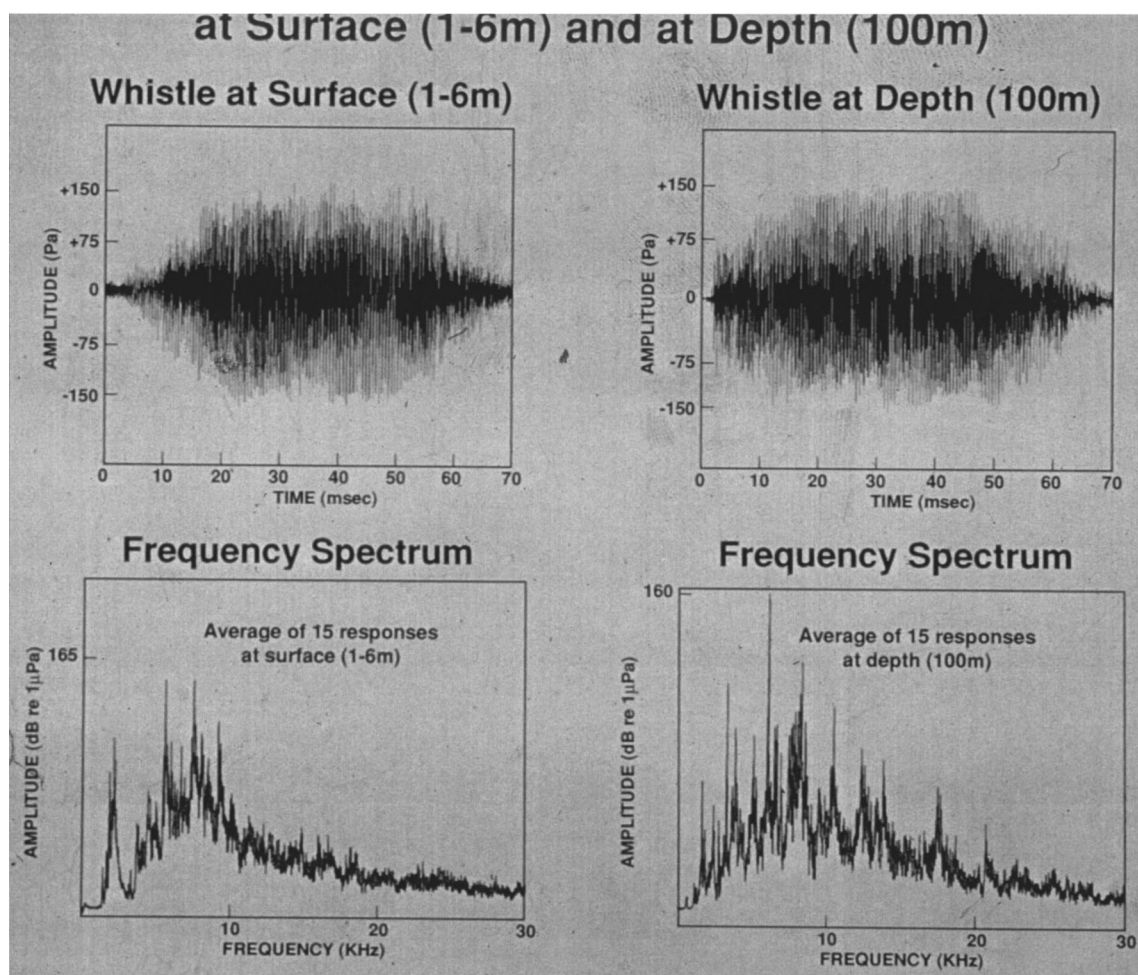 at Surface (1-6m) and at Depth (100m)
Whistle at Surface (1-6m)
+150
+75
0
-75
-150
AMPLITUDE (Pa)
0 10 20 30 40 50 60 70
TIME (msec)
Whistle at Depth (100m)
+150
+75
0
-75
-150
AMPLITUDE (Pa)
0 10 20 30 40 50 60 70
TIME (msec)
Frequency Spectrum
Average of 15 responses
at surface (1-6m)
165
AMPLITUDE (dB re 1µPa)
10 20 30
FREQUENCY (KHz)
Frequency Spectrum
160
Average of 15 responses
at depth (100m)
AMPLITUDE (dB re 1µPa)
10 20 30
FREQUENCY (KHz)